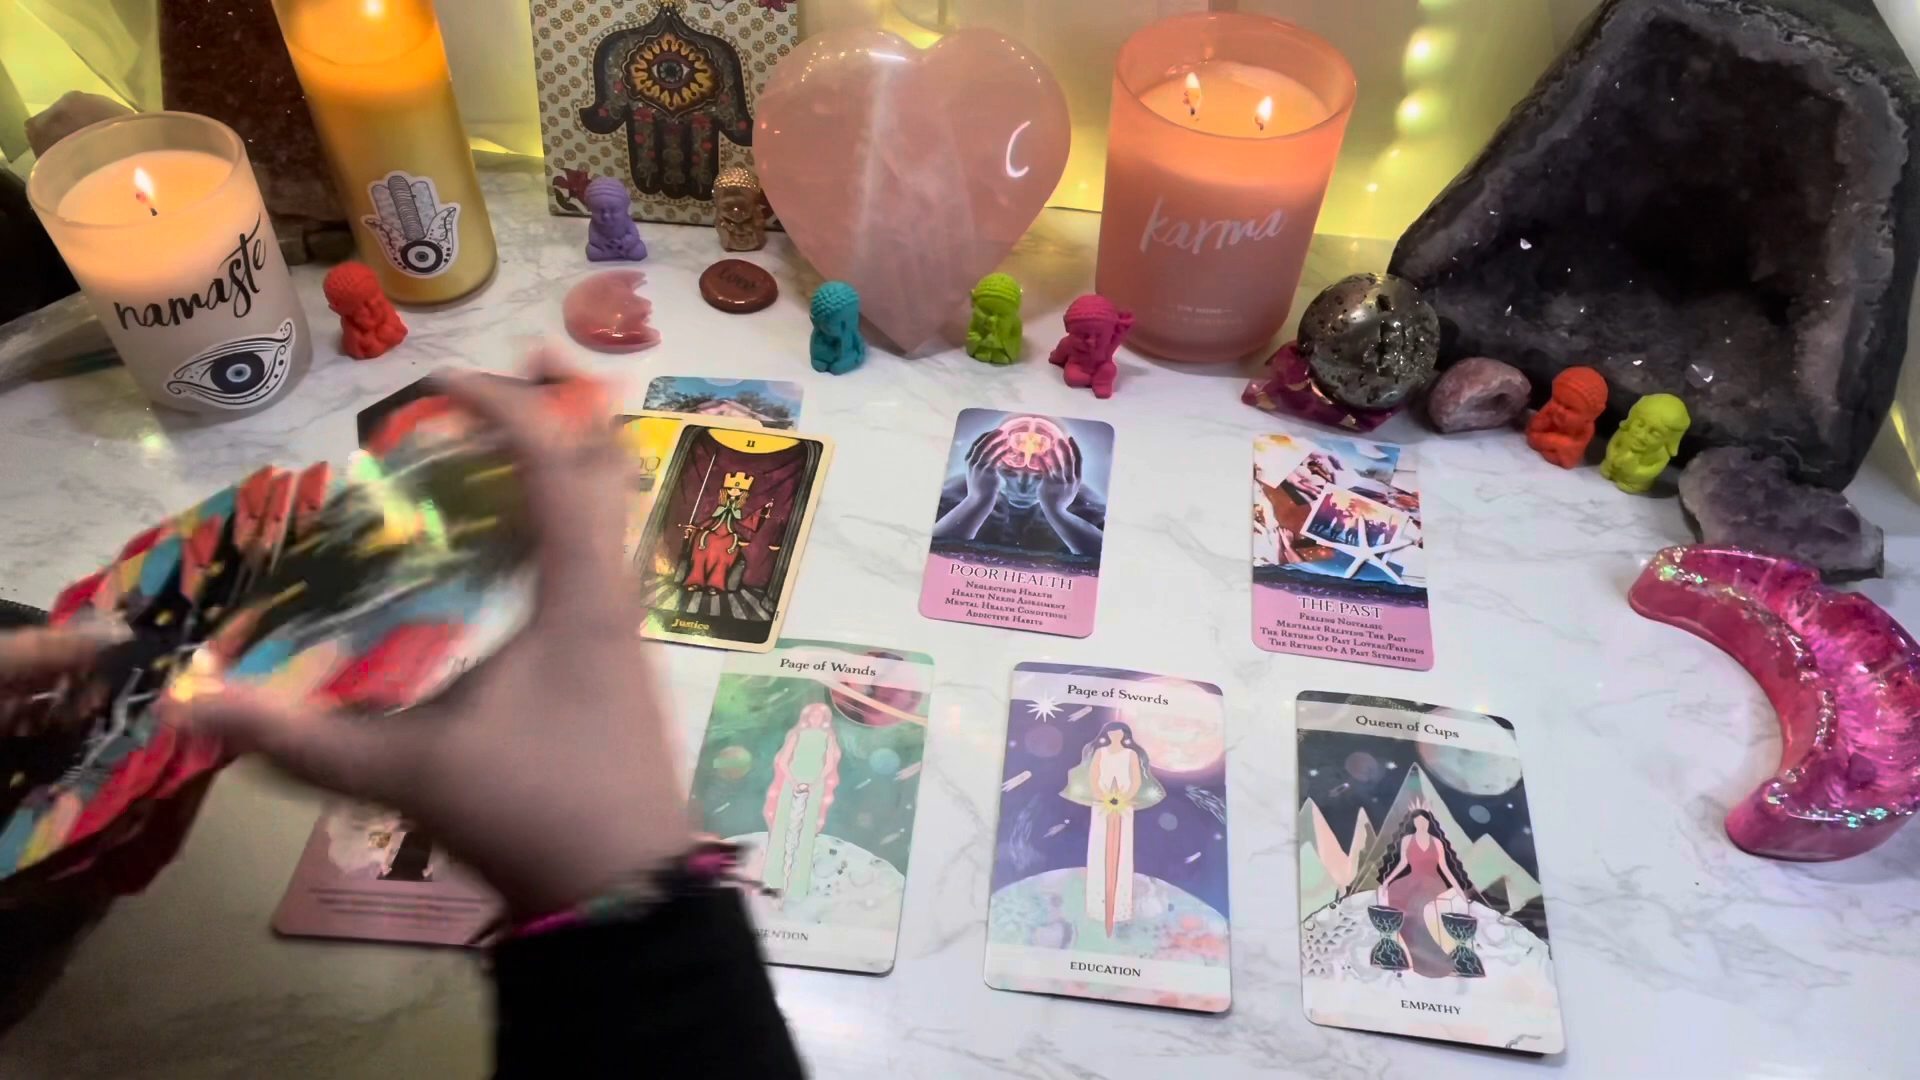 namaste
Love
karma
11
Justice
POOR HEALTH
Neglecting Health
Health Needs Assessment
Mental Health Conditions
Addictive Habits
THE PAST
Feeling Nostalgic
Mentally Reliving The Past
The Return Of Past Lovers/Friends
The Return Of A Past Situation
Page of Wands
Page of Swords
EDUCATION
Queen of Cups
EMPATHY